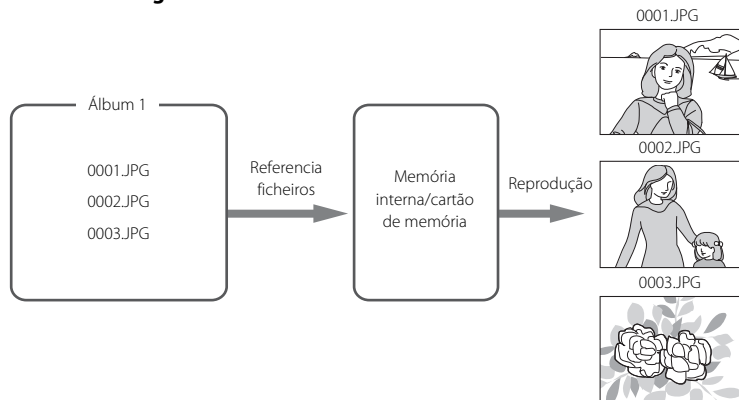 Álbum 1
0001.JPG
0002.JPG
0003.JPG
Referencia
ficheiros
Memória
interna/cartão
de memória
Reprodução
0001.JPG
0002.JPG
0003.JPG